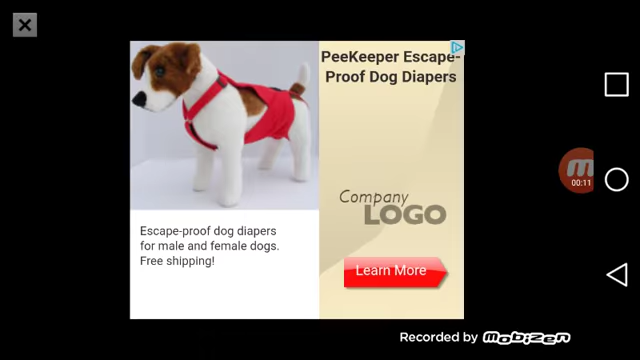 PeeKeeper Escape-
Proof Dog Diapers
Company
LOGO
Escape-proof dog diapers
for male and female dogs.
Free shipping!
Learn More
00:11
Recorded by mobizen